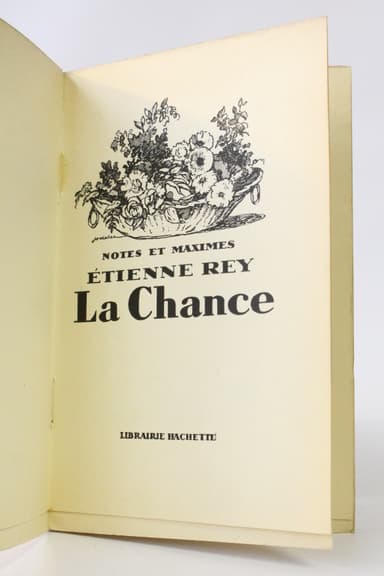 NOTES ET MAXIMES
ÉTIENNE REY
La Chance
LIBRAIRIE HACHETTE